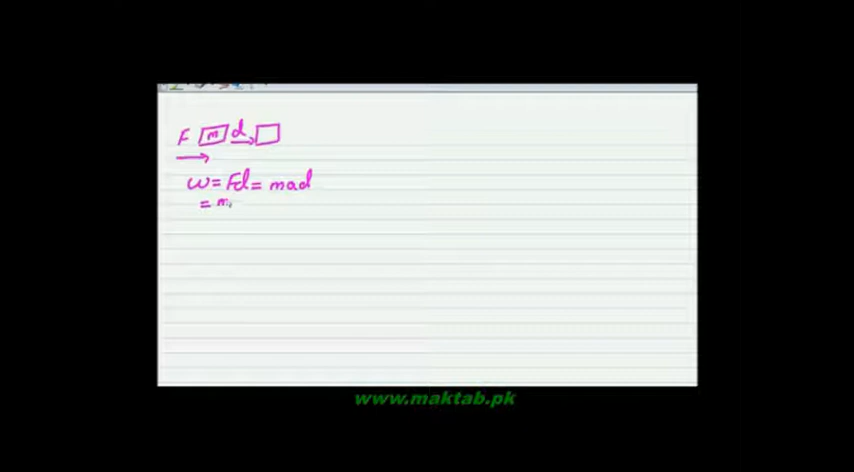 F m d
W = Fd = mad
= m
www.maktab.pk